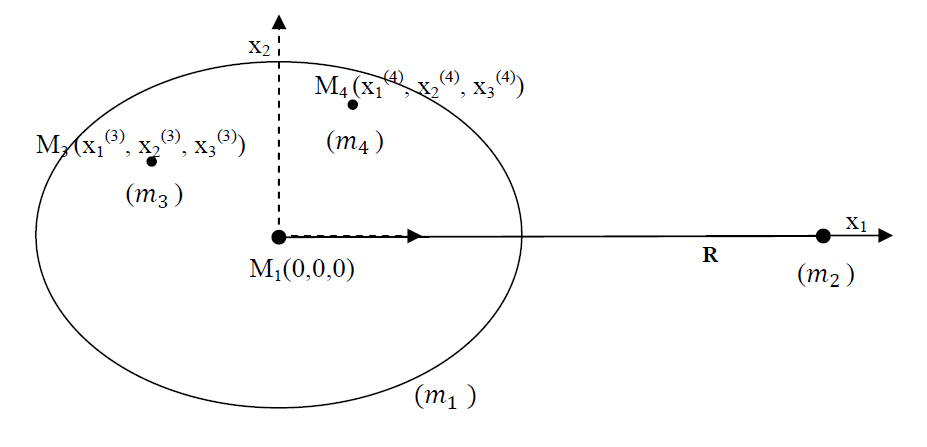 x₂
M₄(x₁⁽⁴⁾, x₂⁽⁴⁾, x₃⁽⁴⁾)
(m₄ )
M₃(x₁⁽³⁾, x₂⁽³⁾, x₃⁽³⁾)
(m₃ )
x₁
R
M₁(0,0,0)
(m₂ )
(m₁ )